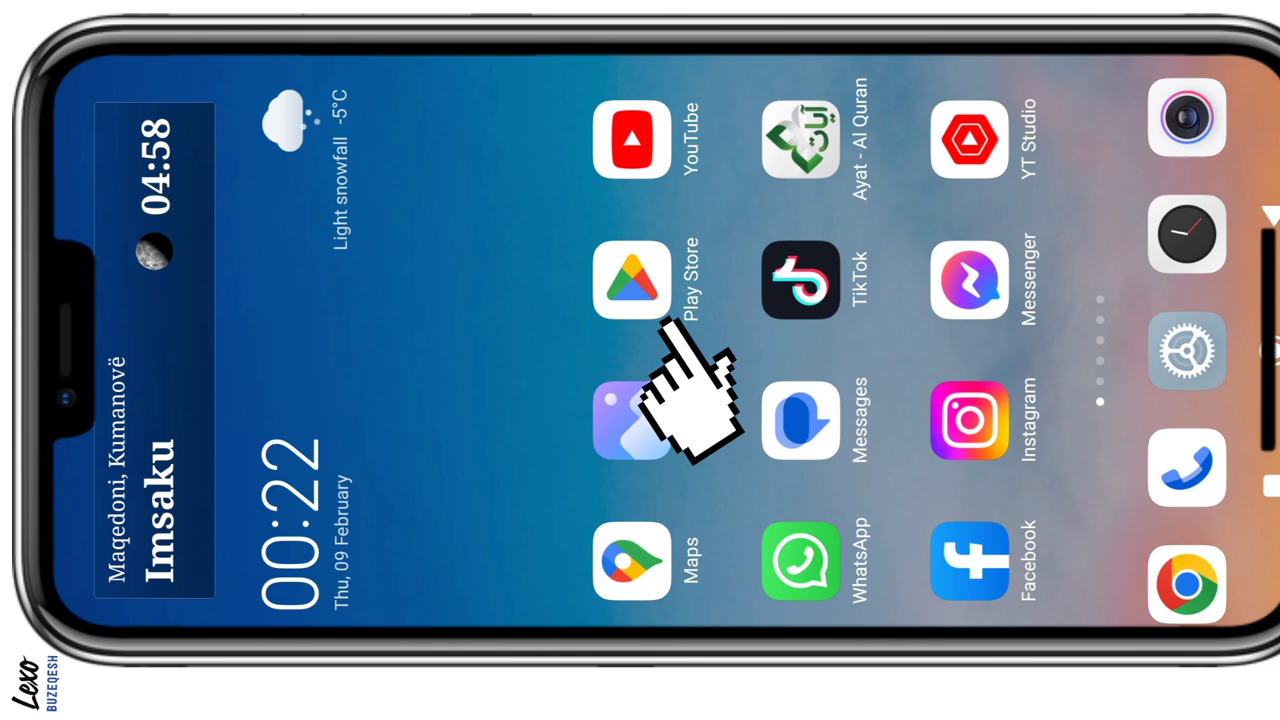 Maqedoni, Kumanovë
Imsaku 04:58
00:22
Thu, 09 February
Light snowfall -5°C
Maps
Play Store
YouTube
WhatsApp
Messages
TikTok
Ayat - Al Quran
آيات
Facebook
Instagram
Messenger
YT Studio
Lexo
BUZEQESH